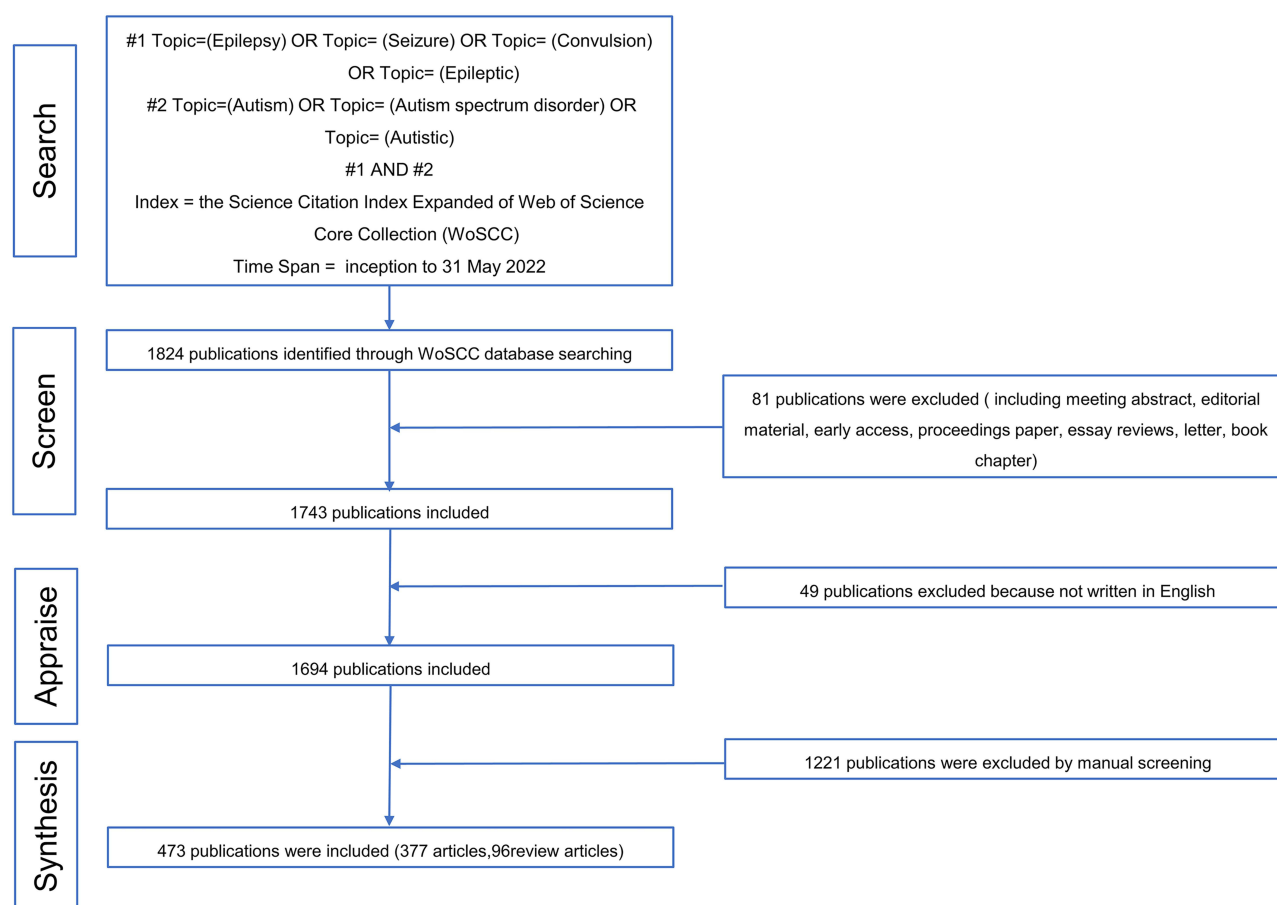 Search
#1 Topic=(Epilepsy) OR Topic= (Seizure) OR Topic= (Convulsion)
OR Topic= (Epileptic)
#2 Topic=(Autism) OR Topic= (Autism spectrum disorder) OR
Topic= (Autistic)
#1 AND #2
Index = the Science Citation Index Expanded of Web of Science
Core Collection (WoSCC)
Time Span = inception to 31 May 2022
Screen
1824 publications identified through WoSCC database searching
81 publications were excluded ( including meeting abstract, editorial
material, early access, proceedings paper, essay reviews, letter, book
chapter)
1743 publications included
Appraise
49 publications excluded because not written in English
1694 publications included
Synthesis
1221 publications were excluded by manual screening
473 publications were included (377 articles,96review articles)